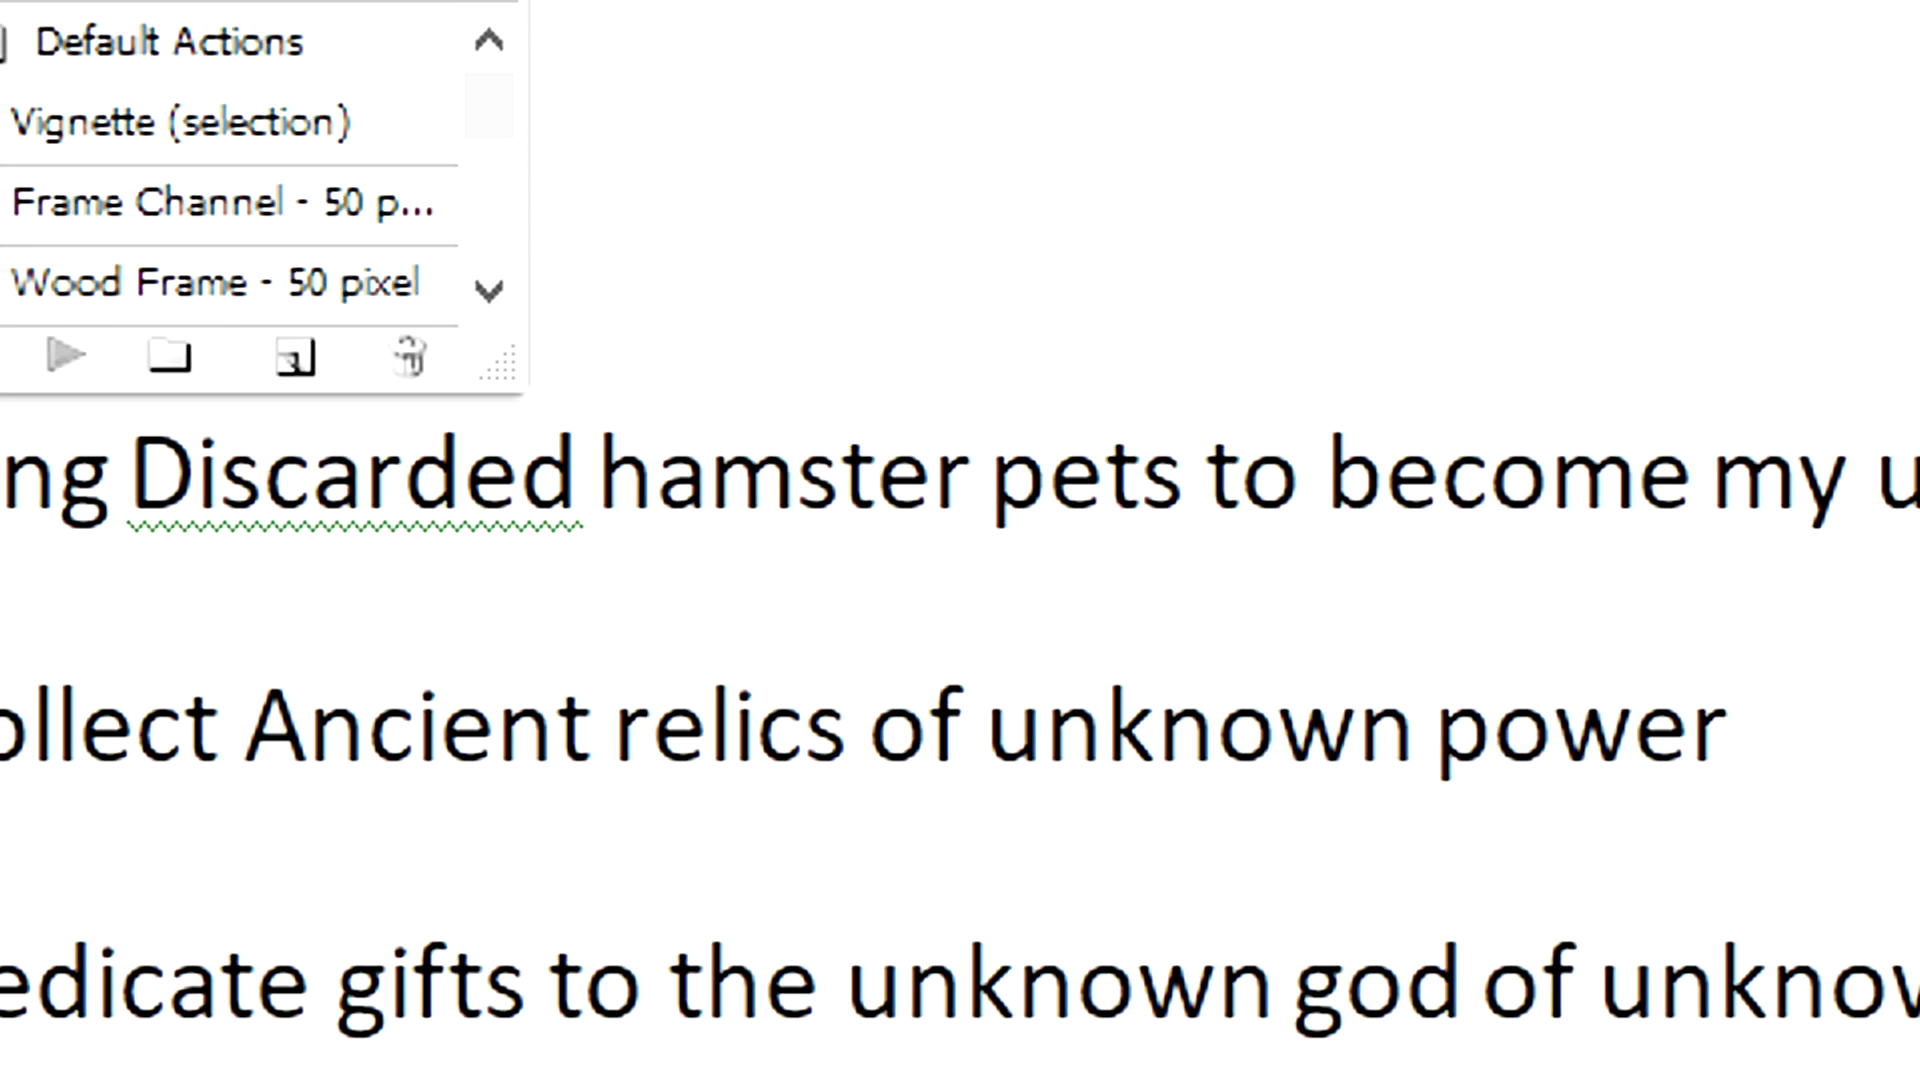 Default Actions
Vignette (selection)
Frame Channel - 50 p...
Wood Frame - 50 pixel
ng Discarded hamster pets to become my u
ollect Ancient relics of unknown power
edicate gifts to the unknown god of unknow